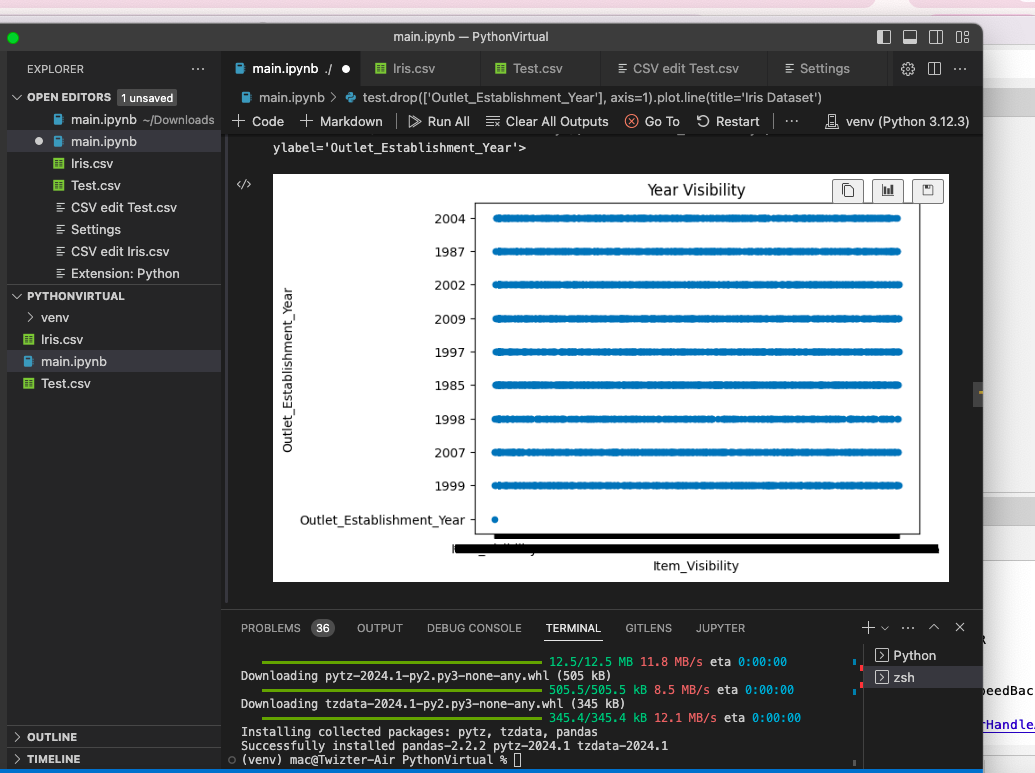 main.ipynb — PythonVirtual
EXPLORER
OPEN EDITORS 1 unsaved
main.ipynb ~/Downloads
main.ipynb
Iris.csv
Test.csv
CSV edit Test.csv
Settings
CSV edit Iris.csv
Extension: Python
PYTHONVIRTUAL
venv
Iris.csv
main.ipynb
Test.csv
OUTLINE
TIMELINE
main.ipynb ./
Iris.csv
Test.csv
CSV edit Test.csv
Settings
main.ipynb > test.drop(['Outlet_Establishment_Year'], axis=1).plot.line(title='Iris Dataset')
+ Code + Markdown Run All Clear All Outputs Go To Restart ··· venv (Python 3.12.3)
ylabel='Outlet_Establishment_Year'>
Year Visibility
Outlet_Establishment_Year
2004
1987
2002
2009
1997
1985
1998
2007
1999
Outlet_Establishment_Year
Item_Visibility
PROBLEMS 36 OUTPUT DEBUG CONSOLE TERMINAL GITLENS JUPYTER
12.5/12.5 MB 11.8 MB/s eta 0:00:00
Downloading pytz-2024.1-py2.py3-none-any.whl (505 kB)
505.5/505.5 kB 8.5 MB/s eta 0:00:00
Downloading tzdata-2024.1-py2.py3-none-any.whl (345 kB)
345.4/345.4 kB 12.1 MB/s eta 0:00:00
Installing collected packages: pytz, tzdata, pandas
Successfully installed pandas-2.2.2 pytz-2024.1 tzdata-2024.1
(venv) mac@Twizter-Air PythonVirtual %
Python
zsh